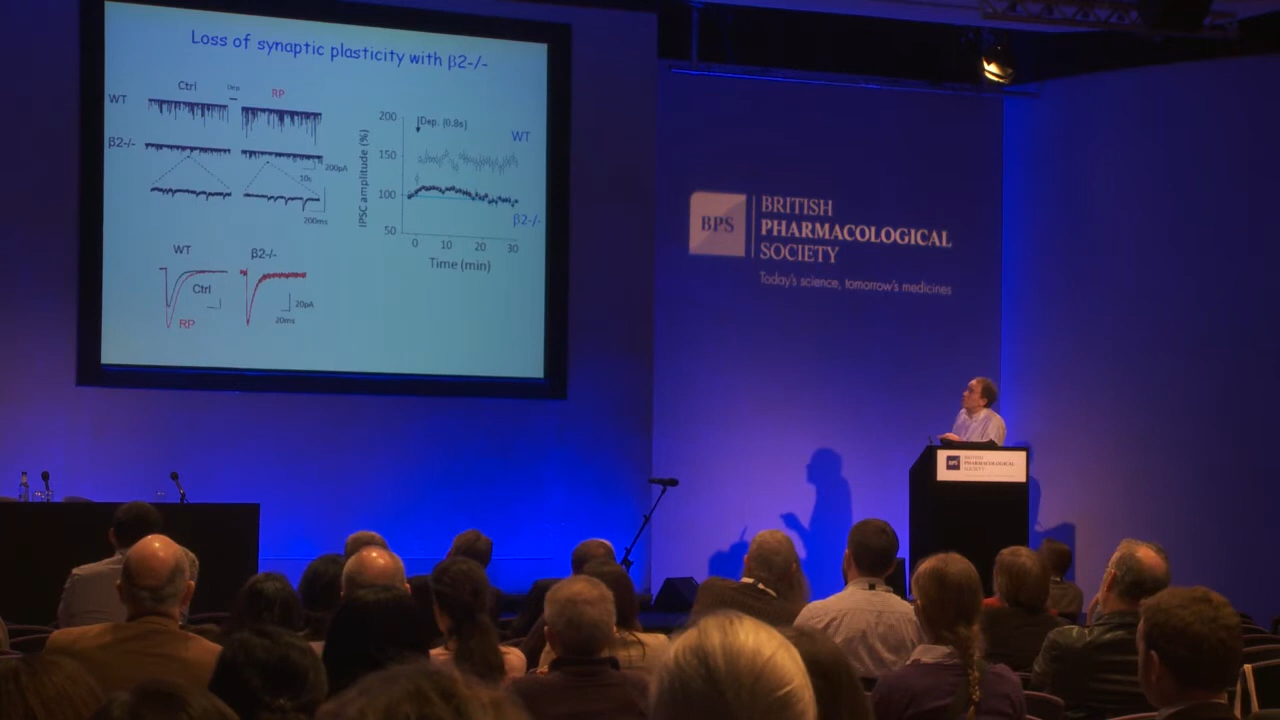 Loss of synaptic plasticity with β2-/-
Ctrl
RP
WT
β2-/-
200pA
10s
200ms
WT
β2-/-
Ctrl
RP
20pA
20ms
IPSC amplitude (%)
200
150
100
50
Dep. (0.8s)
WT
β2-/-
0 10 20 30
Time (min)
BPS
BRITISH
PHARMACOLOGICAL
SOCIETY
Today's science, tomorrow's medicines
BPS
BRITISH
PHARMACOLOGICAL
SOCIETY